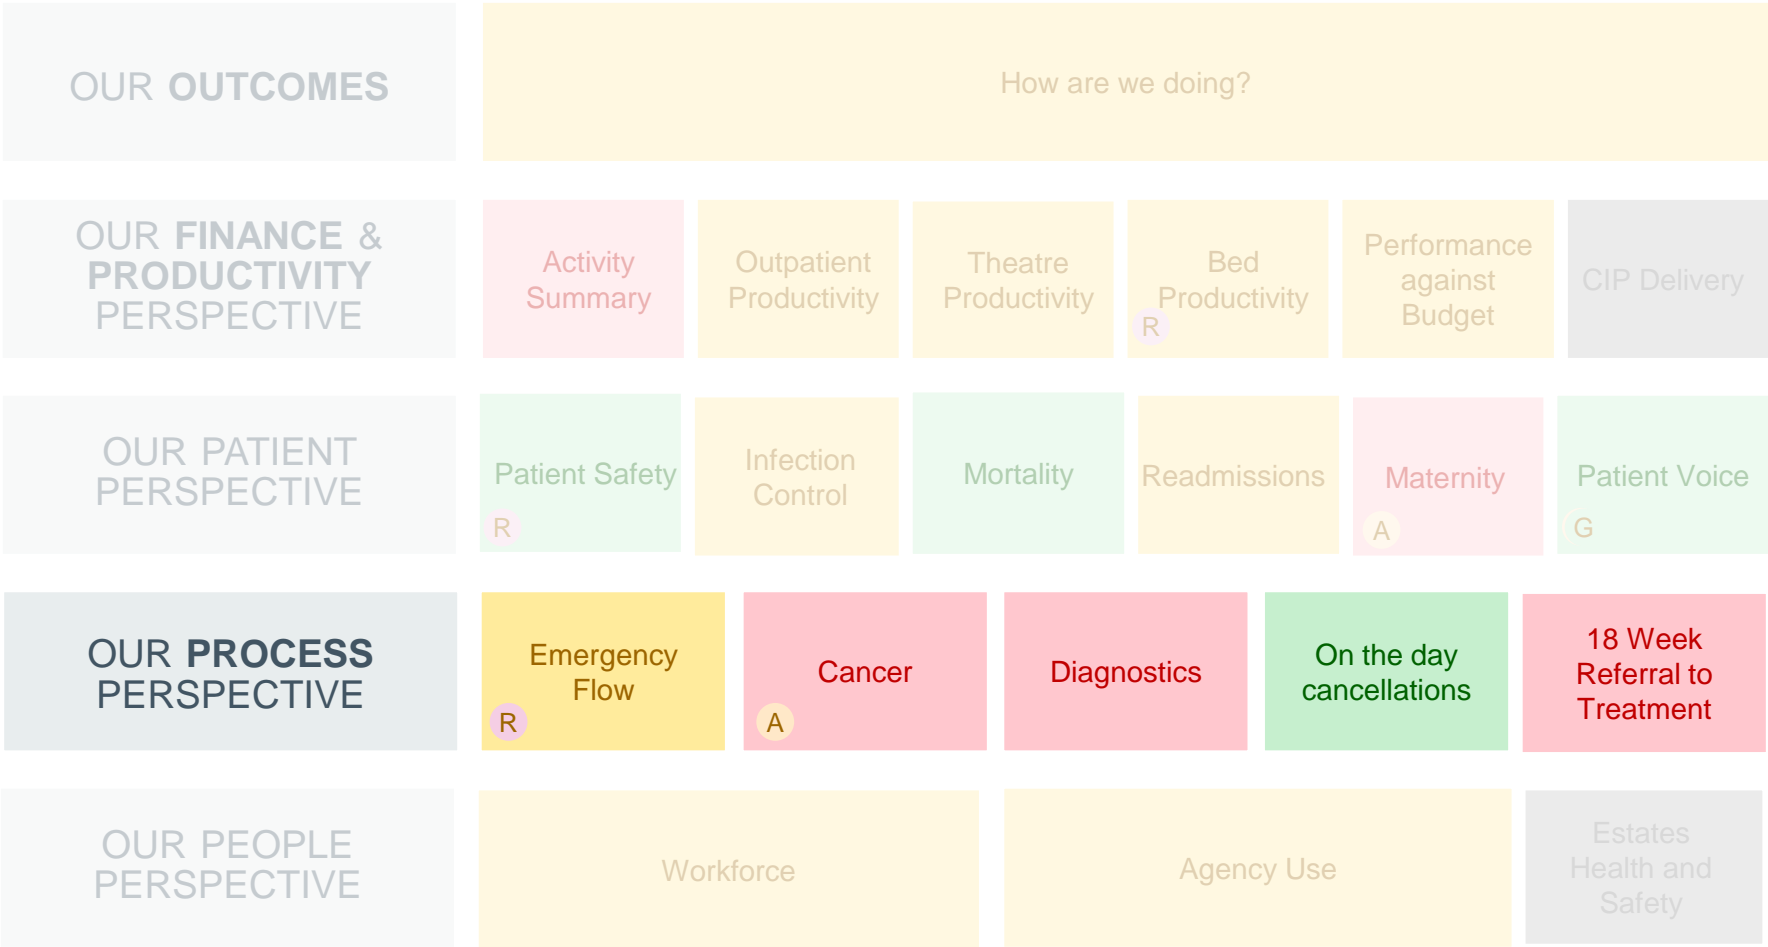 OUR OUTCOMES
How are we doing?
OUR FINANCE &
PRODUCTIVITY
PERSPECTIVE
Activity
Summary
Outpatient
Productivity
Theatre
Productivity
Bed
Productivity
R
Performance
against
Budget
CIP Delivery
OUR PATIENT
PERSPECTIVE
Patient Safety
R
Infection
Control
Mortality
Readmissions
Maternity
A
Patient Voice
G
OUR PROCESS
PERSPECTIVE
Emergency
Flow
R
Cancer
A
Diagnostics
On the day
cancellations
18 Week
Referral to
Treatment
OUR PEOPLE
PERSPECTIVE
Workforce
Agency Use
Estates
Health and
Safety